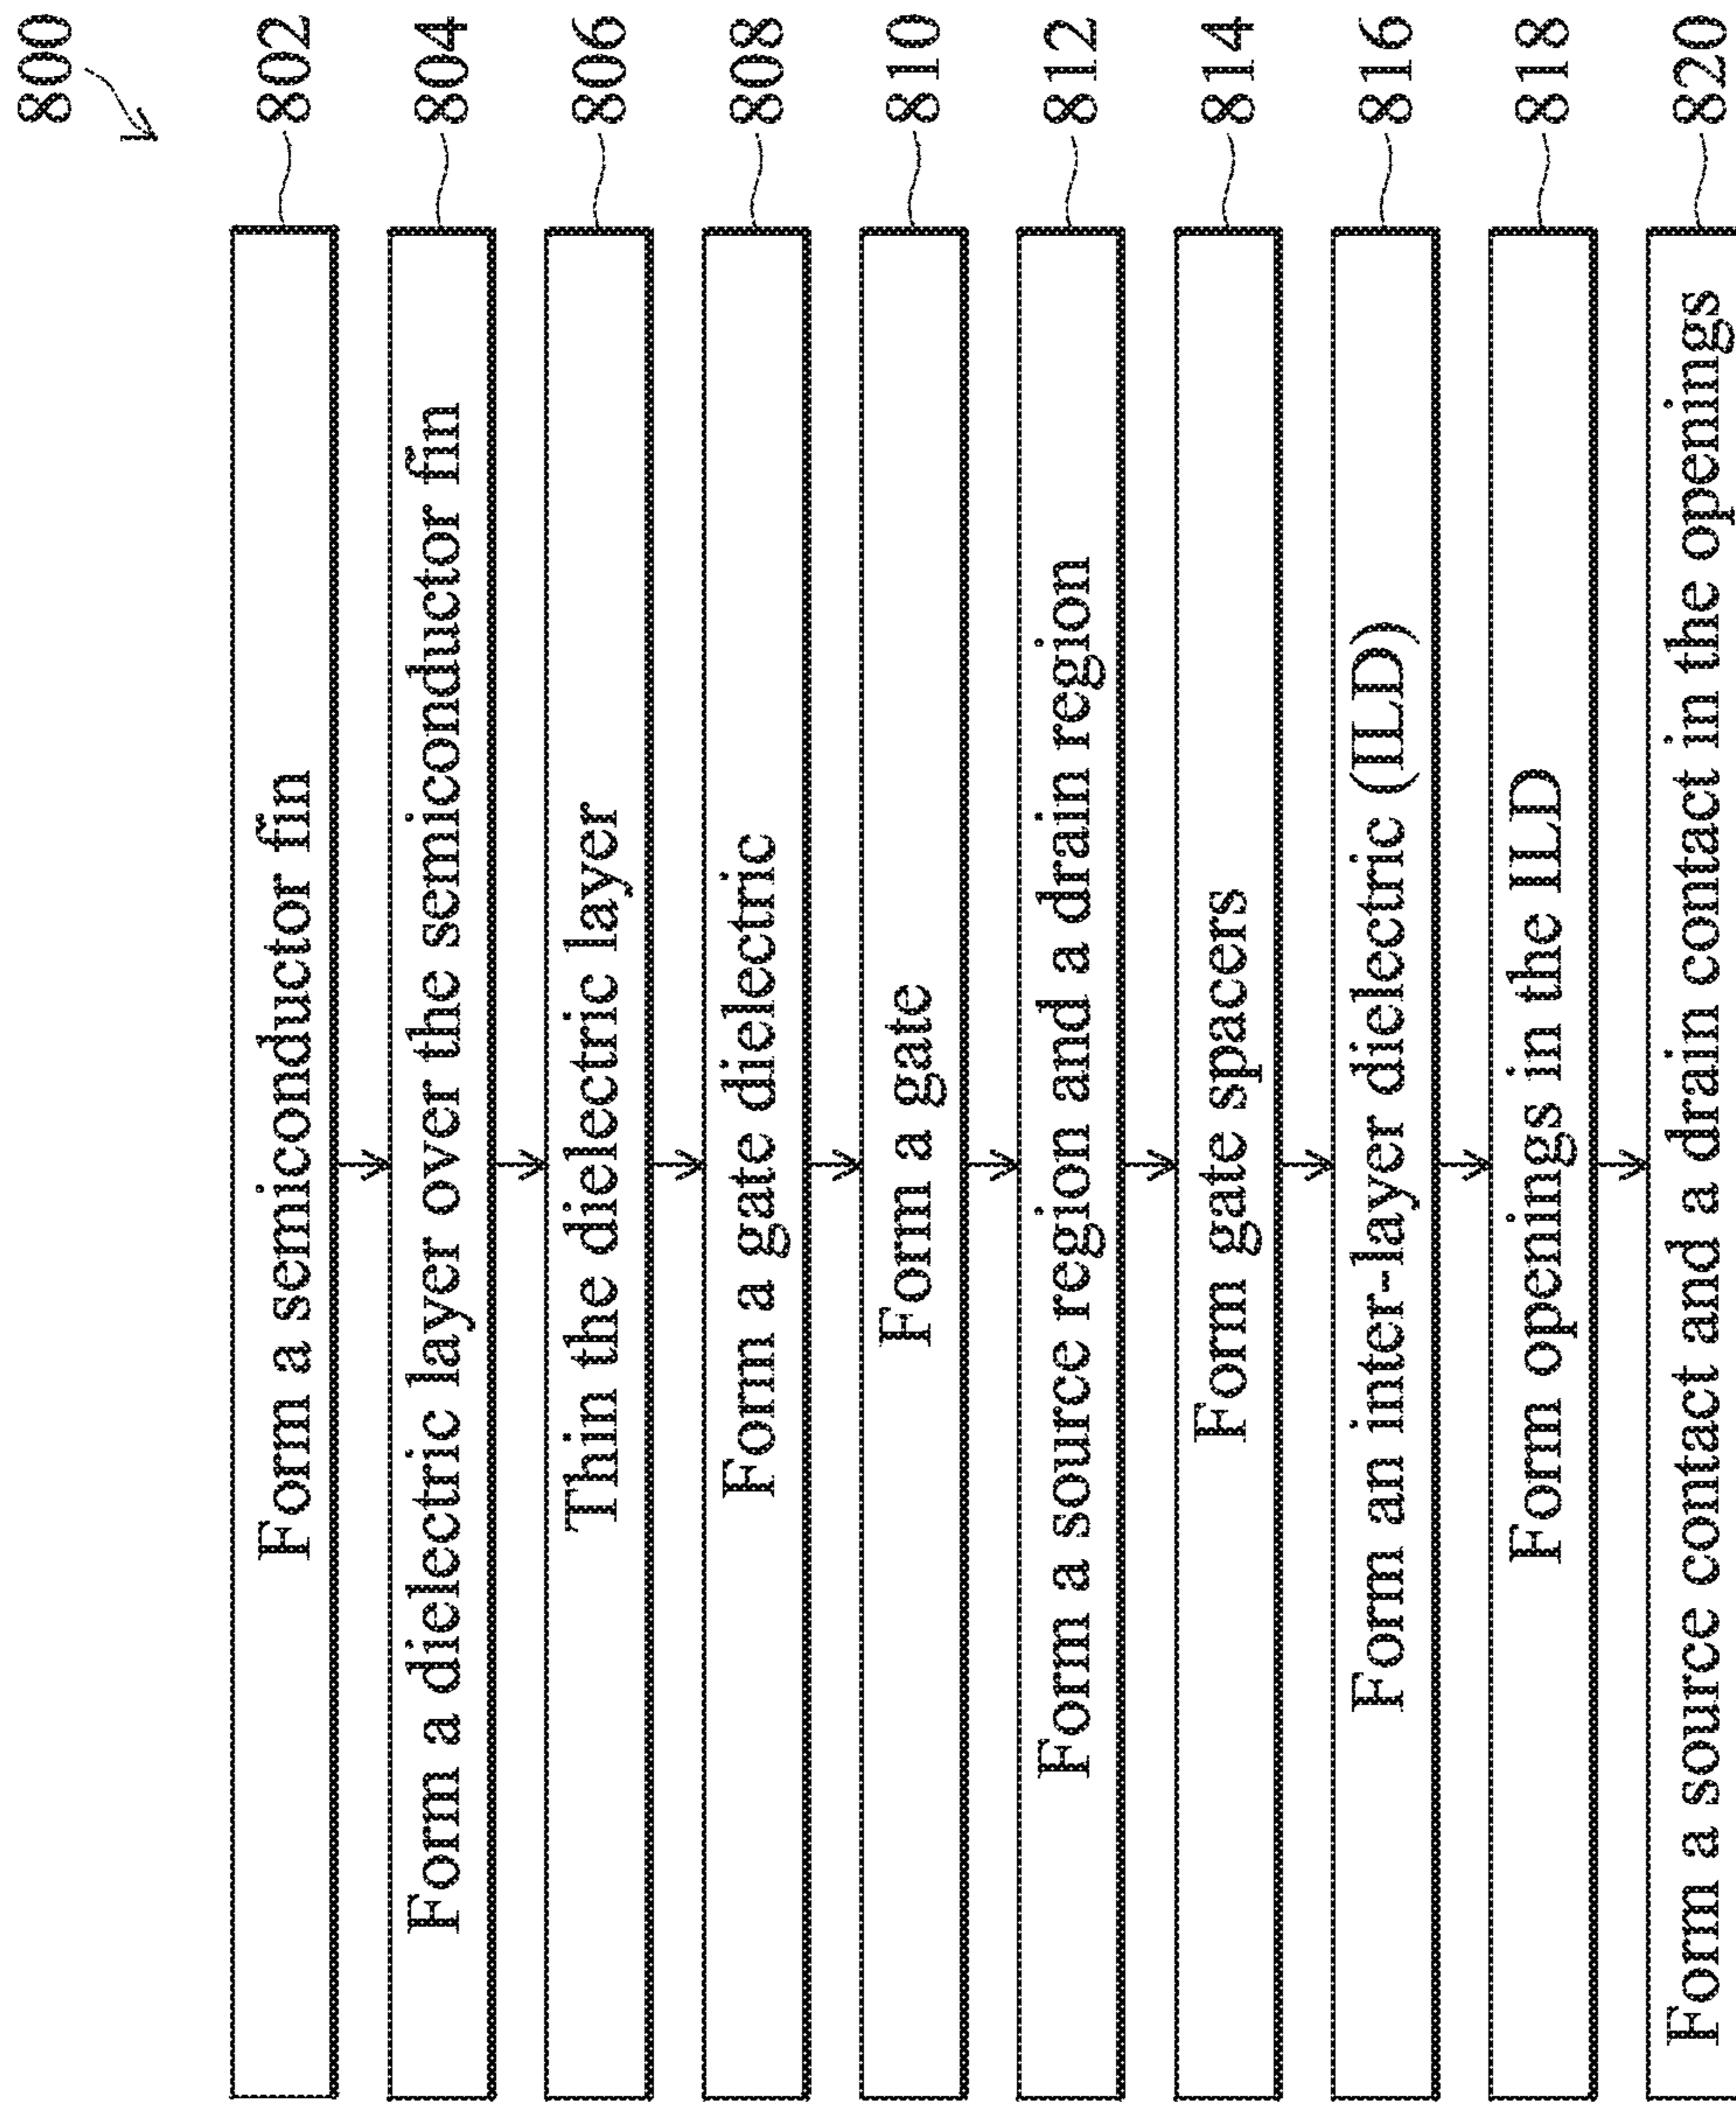 800
Form a semiconductor fin 802
Form a dielectric layer over the semiconductor fin 804
Thin the dielectric layer 806
Form a gate dielectric 808
Form a gate 810
Form a source region and a drain region 812
Form gate spacers 814
Form an inter-layer dielectric (ILD) 816
Form openings in the ILD 818
Form a source contact and a drain contact in the openings 820